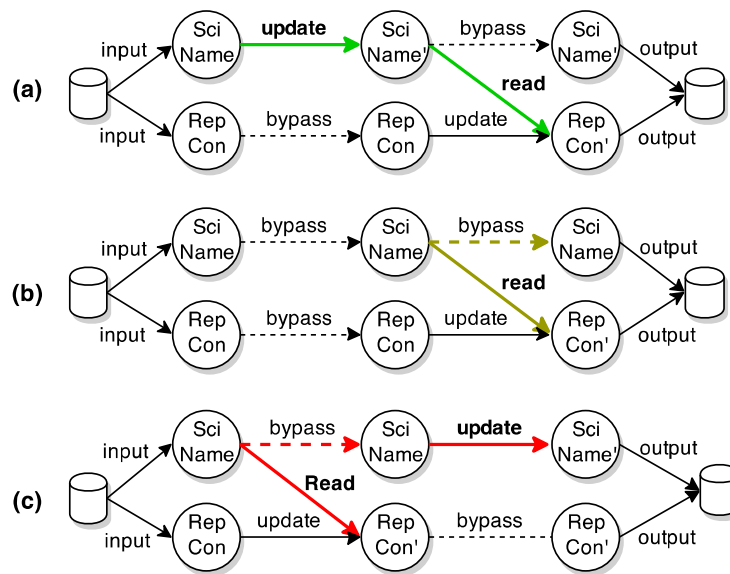 update
Sci
Name
Sci
Name'
bypass
Sci
Name'
input
output
(a)
read
input
Rep
Con
bypass
Rep
Con
update
Rep
Con'
output
Sci
Name
bypass
Sci
Name
bypass
Sci
Name
input
output
(b)
read
input
Rep
Con
bypass
Rep
Con
update
Rep
Con'
output
Sci
Name
bypass
Sci
Name
update
Sci
Name'
input
output
(c)
Read
input
Rep
Con
update
Rep
Con'
bypass
Rep
Con'
output